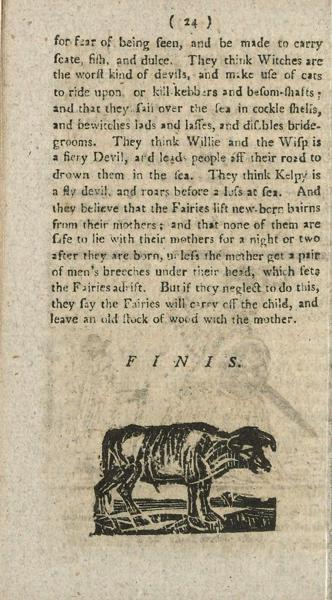 ( 24 )
for fear of being seen, and be made to carry
scate, fish, and dulce. They think Witches are
the worst kind of devils, and make use of cats
to ride upon, or kill-kebbers and besom-shafts;
and that they sail over the sea in cockle shells,
and bewitches lads and lasses, and disables bride-
grooms. They think Willie and the Wisp is
a fiery Devil, and leads people aff their road to
drown them in the sea. They think Kelpy is
a sly devil, and roars before a loss at sea. And
they believe that the Fairies lift new-born bairns
from their mothers; and that none of them are
safe to lie with their mothers for a night or two
after they are born, unless the mother get a pair
of men's breeches under their head, which sets
the Fairies adrift. But if they neglect to do this,
they say the Fairies will carry off the child, and
leave an old stock of wood with the mother.
FINIS.